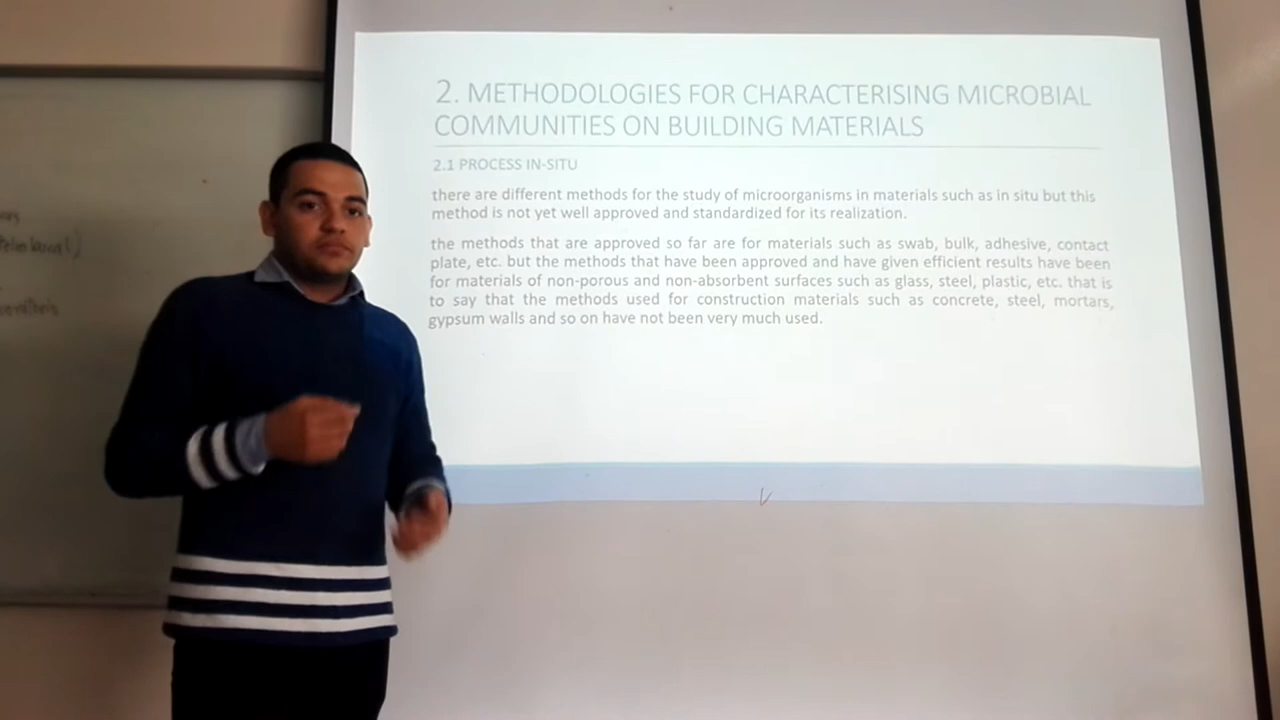 2. METHODOLOGIES FOR CHARACTERISING MICROBIAL
COMMUNITIES ON BUILDING MATERIALS
2.1 PROCESS IN-SITU
there are different methods for the study of microorganisms in materials such as in situ but this
method is not yet well approved and standardized for its realization.
the methods that are approved so far are for materials such as swab, bulk, adhesive, contact
plate, etc. but the methods that have been approved and have given efficient results have been
for materials of non-porous and non-absorbent surfaces such as glass, steel, plastic, etc. that is
to say that the methods used for construction materials such as concrete, steel, mortars,
gypsum walls and so on have not been very much used.